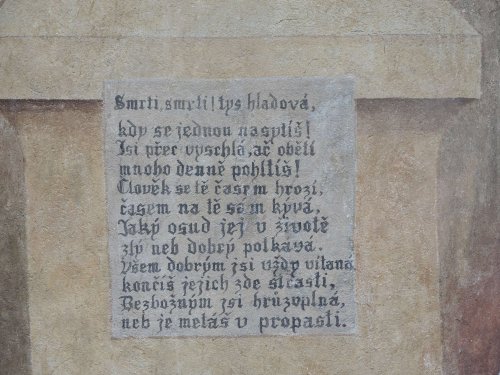 Smrti, smrti! tys hladová,
kdy se jednou nasytíš!
Jsi přec vyschlá, ač obětí
mnoho denně pohltíš!
Člověk se tě časem hrozí,
časem na tě sám kývá,
Jaký osud jej v životě
zlý neb dobrý potkává.
Všem dobrým jsi vždy vítaná
končíš jejich zde štěstí,
Bezbožným jsi hrůzyplná,
neb je metáš v propasti.